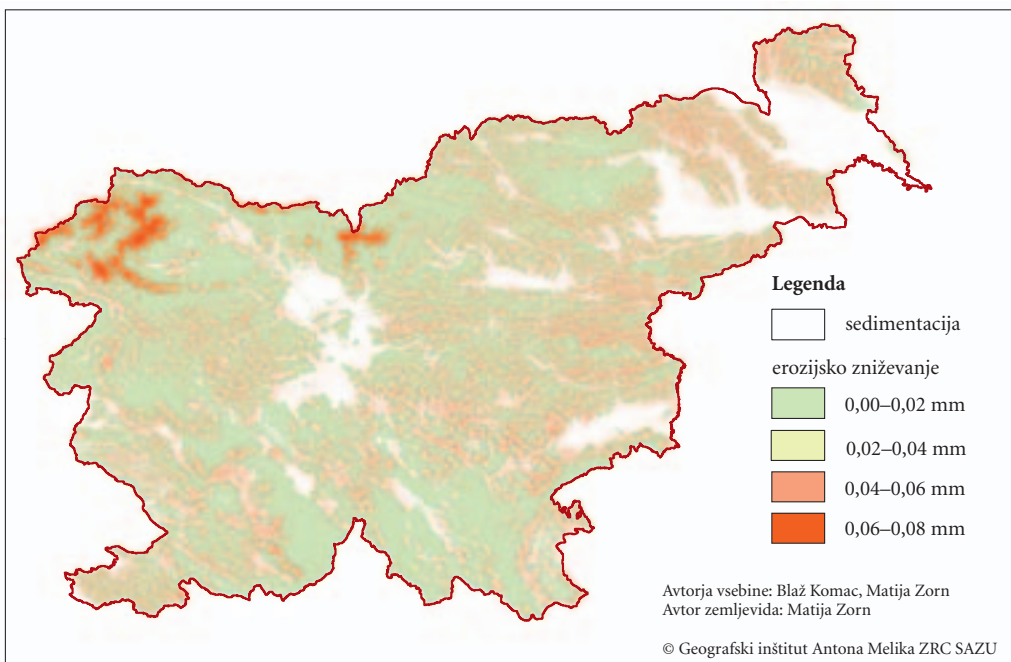 Legenda
sedimentacija
erozijsko zniževanje
0,00–0,02 mm
0,02–0,04 mm
0,04–0,06 mm
0,06–0,08 mm
Avtorja vsebine: Blaž Komac, Matija Zorn
Avtor zemljevida: Matija Zorn
© Geografski inštitut Antona Melika ZRC SAZU